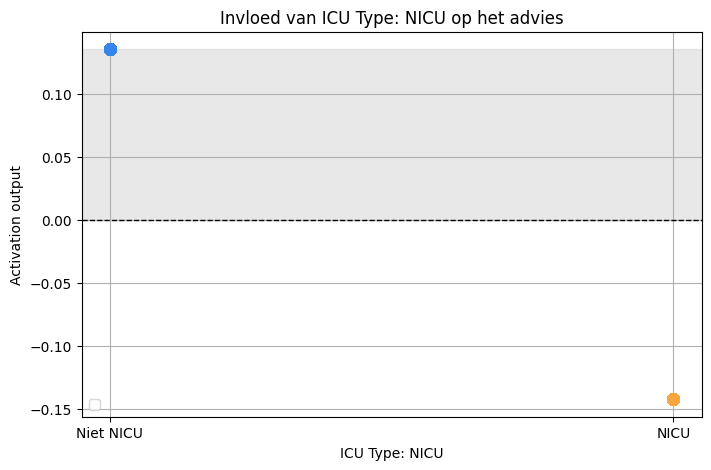 Invloed van ICU Type: NICU op het advies
Activation output
0.10
0.05
0.00
−0.05
−0.10
−0.15
Niet NICU
NICU
ICU Type: NICU